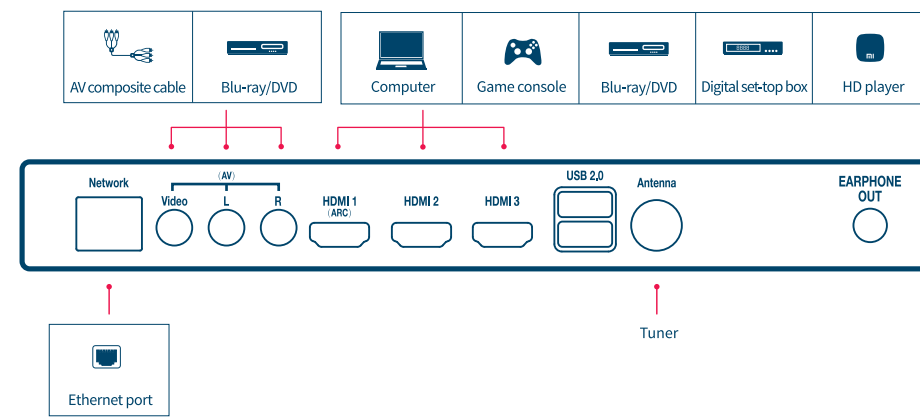 AV composite cable
Blu-ray/DVD
Computer
Game console
Blu-ray/DVD
Digital set-top box
mi
HD player
Network
(AV)
Video
L
R
HDMI 1
(ARC)
HDMI 2
HDMI 3
USB 2.0
Antenna
EARPHONE
OUT
Tuner
Ethernet port